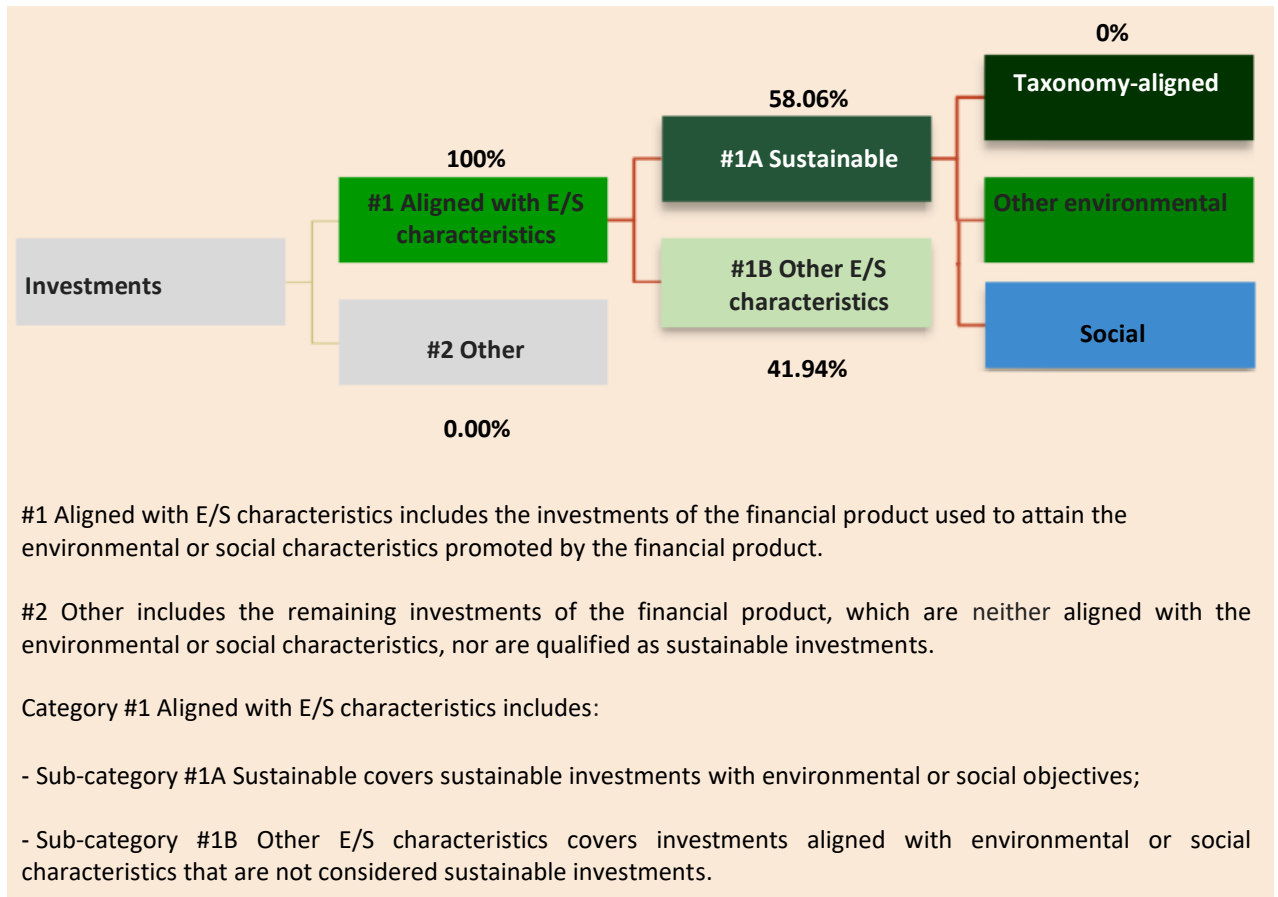 0%
Taxonomy-aligned
58.06%
#1A Sustainable
100%
#1 Aligned with E/S
characteristics
Other environmental
Investments
#1B Other E/S
characteristics
#2 Other
Social
41.94%
0.00%
#1 Aligned with E/S characteristics includes the investments of the financial product used to attain the
environmental or social characteristics promoted by the financial product.
#2 Other includes the remaining investments of the financial product, which are neither aligned with the
environmental or social characteristics, nor are qualified as sustainable investments.
Category #1 Aligned with E/S characteristics includes:
- Sub-category #1A Sustainable covers sustainable investments with environmental or social objectives;
- Sub-category #1B Other E/S characteristics covers investments aligned with environmental or social
characteristics that are not considered sustainable investments.